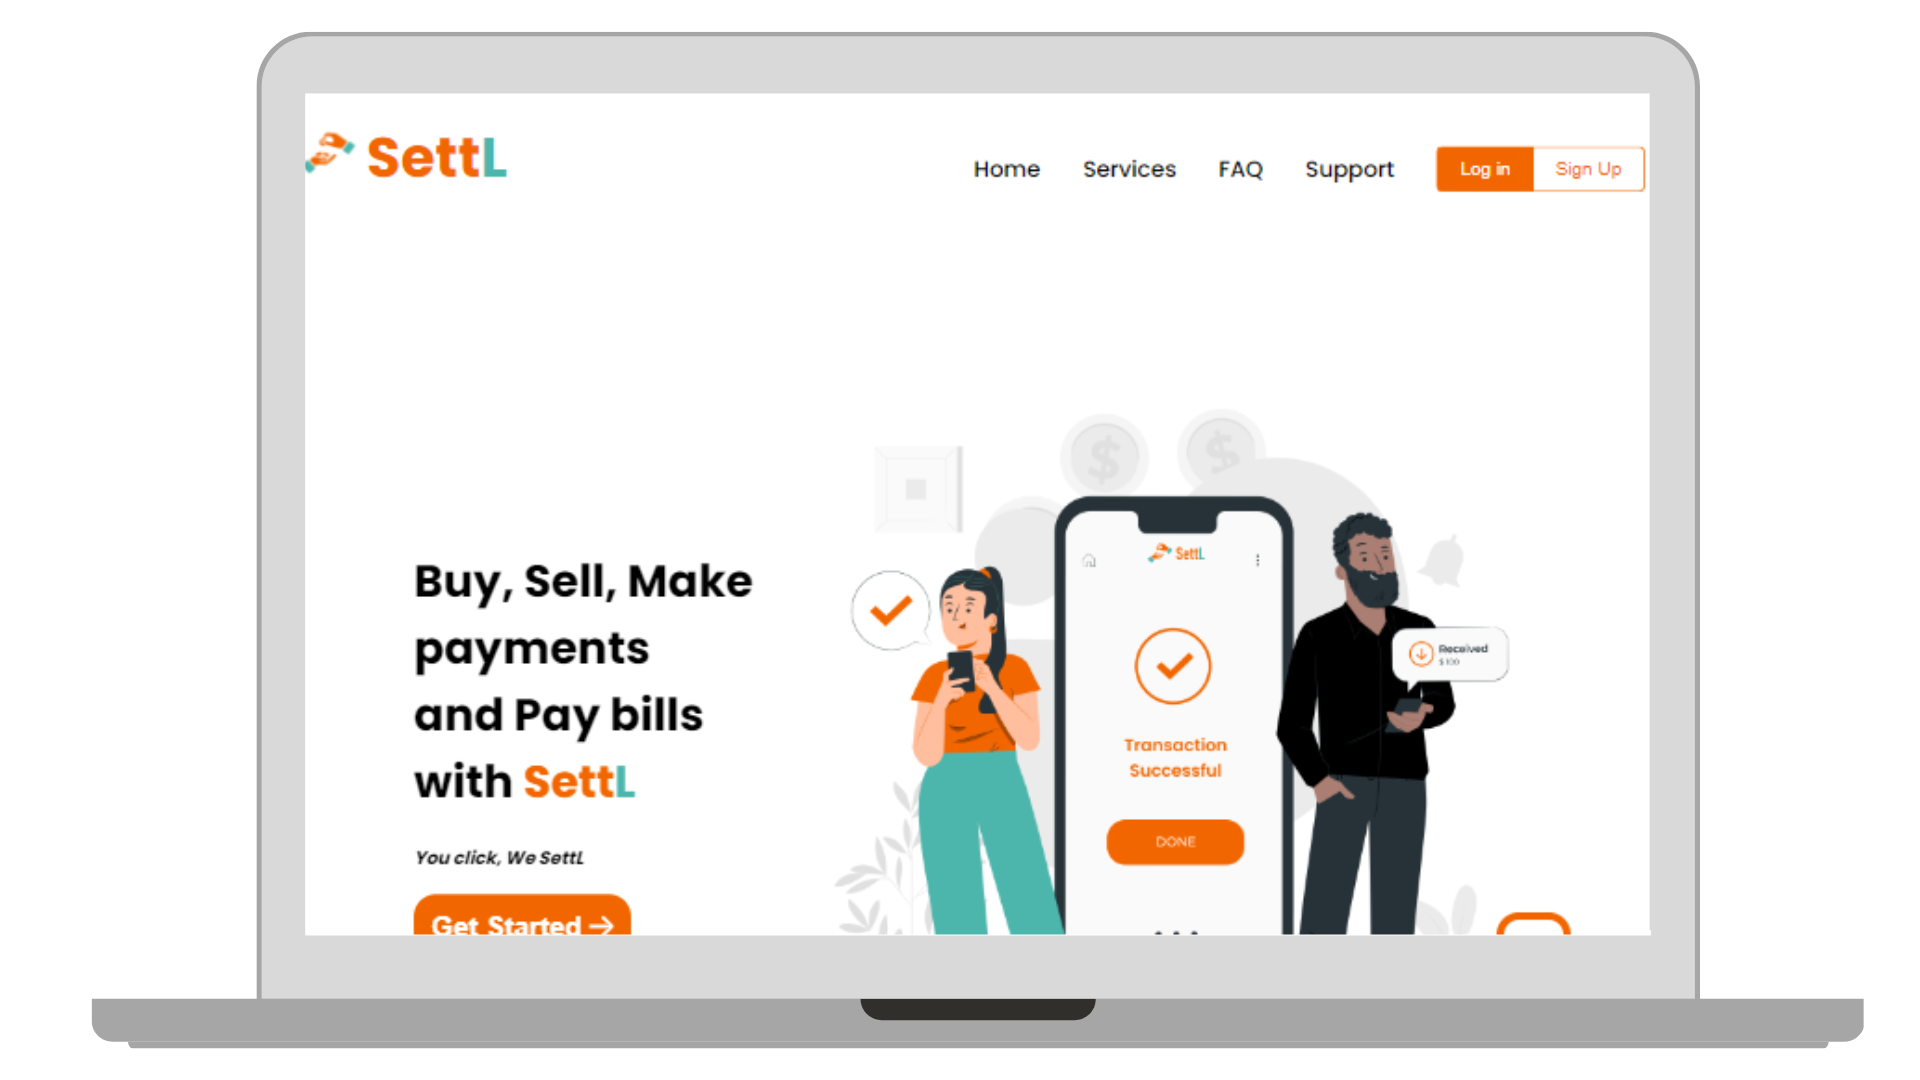 SettL
Home Services FAQ Support Log in Sign Up
Buy, Sell, Make
payments
and Pay bills
with SettL
You click, We SettL
Get Started →
$ $
SettL
Transaction
Successful
DONE
Received
$ 100